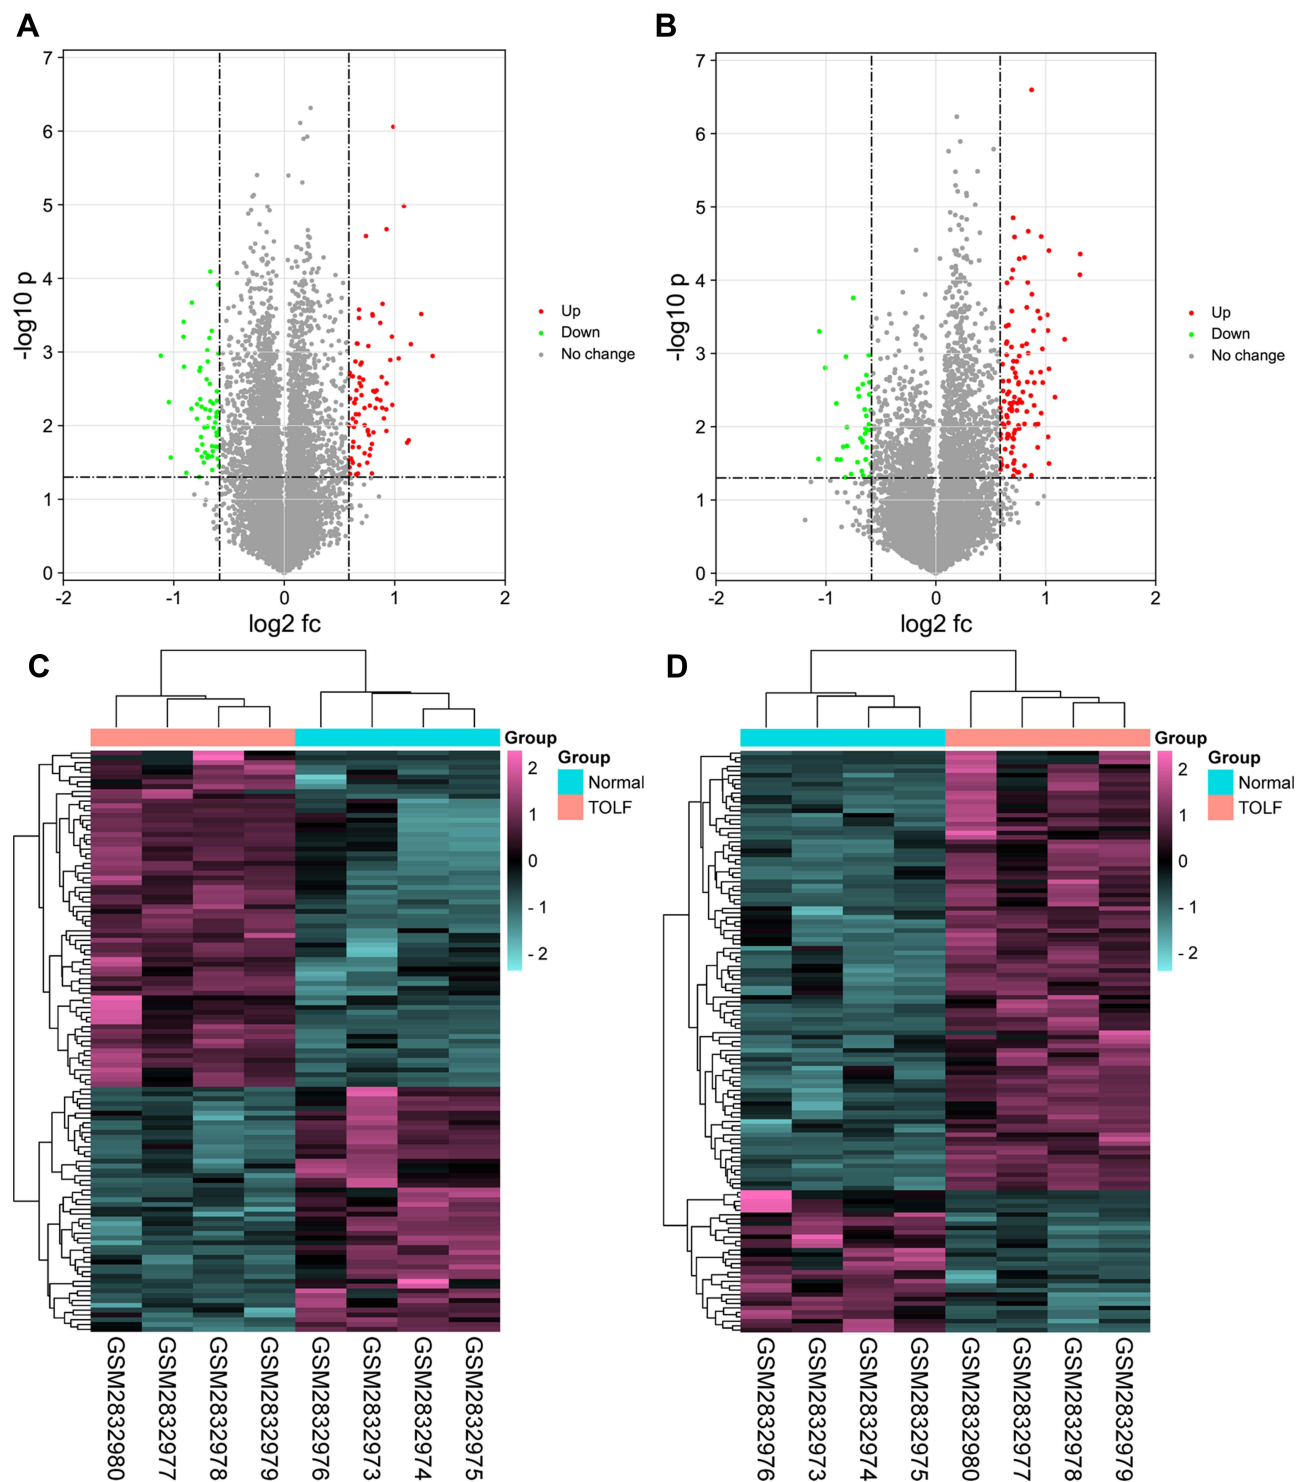 A
7
6
5
4
3
2
1
0
-log10 p
-2
-1
0
1
2
log2 fc
Up
Down
No change
B
7
6
5
4
3
2
1
0
-log10 p
-2
-1
0
1
2
log2 fc
Up
Down
No change
C
Group
2
1
0
- 1
- 2
Group
Normal
TOLF
GSM2832980
GSM2832977
GSM2832978
GSM2832979
GSM2832976
GSM2832973
GSM2832974
GSM2832975
D
Group
2
1
0
- 1
- 2
Group
Normal
TOLF
GSM2832976
GSM2832973
GSM2832974
GSM2832975
GSM2832980
GSM2832977
GSM2832978
GSM2832979